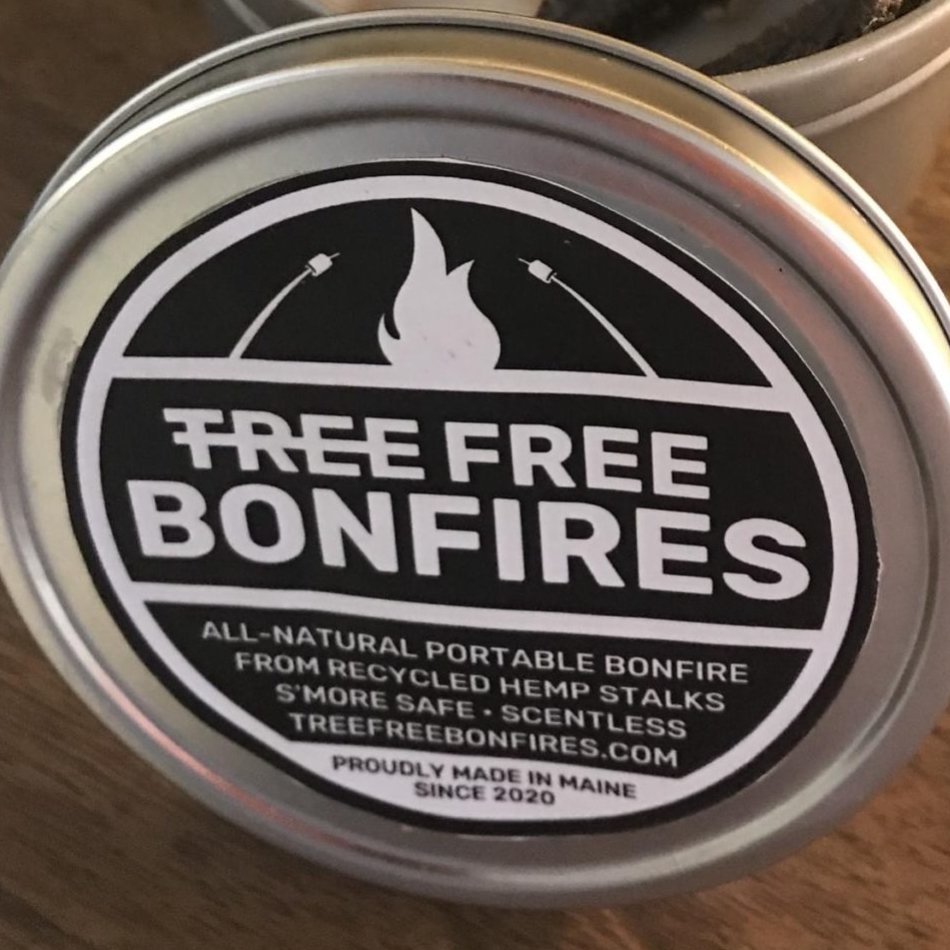 TREE FREE
BONFIRES
ALL-NATURAL PORTABLE BONFIRE
FROM RECYCLED HEMP STALKS
S'MORE SAFE • SCENTLESS
TREEFREEBONFIRES.COM
PROUDLY MADE IN MAINE
SINCE 2020